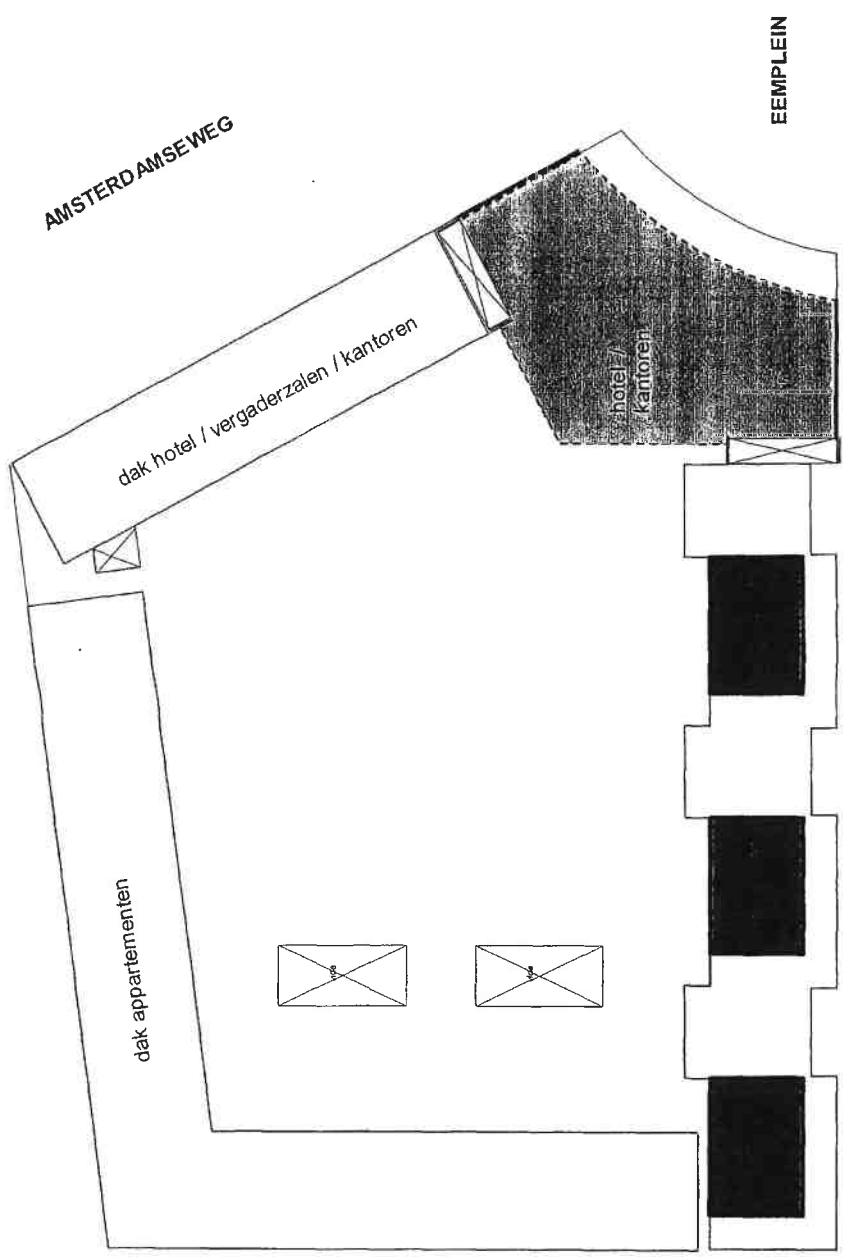 AMSTERDAMSEWEG
EEMPLEIN
dak hotel / vergaderzalen / kantoren
hotel /
kantoren
dak appartementen